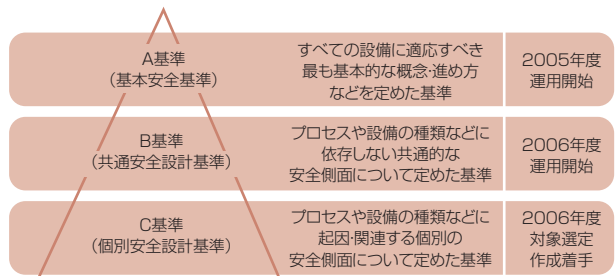 A基準
(基本安全基準)
すべての設備に適応すべき
最も基本的な概念・進め方
などを定めた基準
2005年度
運用開始
B基準
(共通安全設計基準)
プロセスや設備の種類などに
依存しない共通的な
安全側面について定めた基準
2006年度
運用開始
C基準
(個別安全設計基準)
プロセスや設備の種類などに
起因・関連する個別の
安全側面について定めた基準
2006年度
対象選定
作成着手